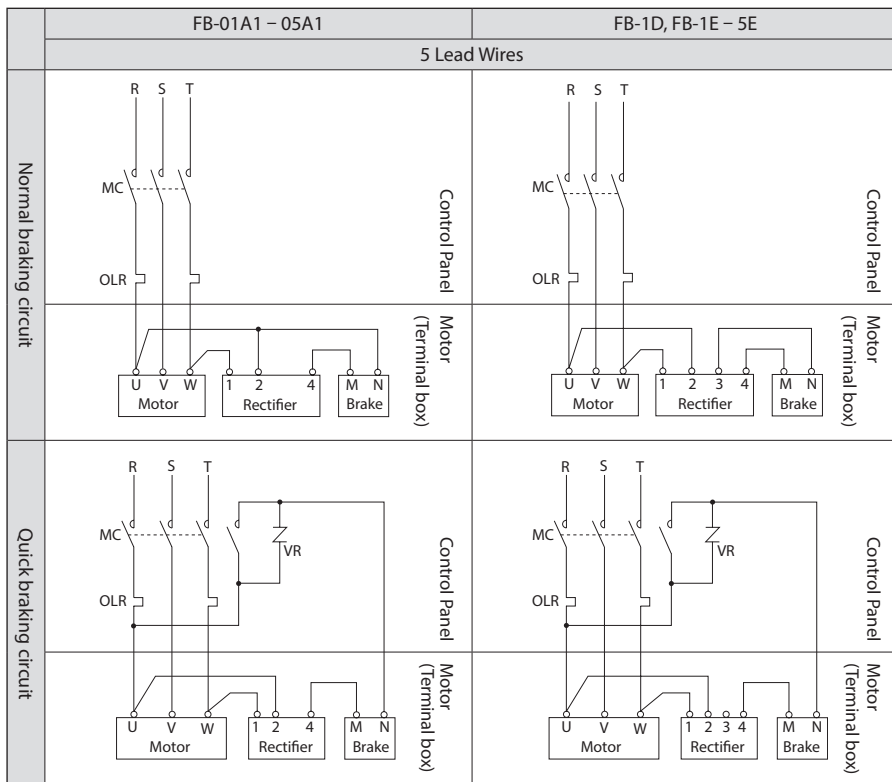 FB-01A1 – 05A1
FB-1D, FB-1E – 5E
5 Lead Wires
Normal braking circuit
R S T
MC
OLR
Control Panel
Motor
(Terminal box)
U V W 1 2 4 M N
Motor Rectifier Brake
R S T
MC
OLR
Control Panel
Motor
(Terminal box)
U V W 1 2 3 4 M N
Motor Rectifier Brake
Quick braking circuit
R S T
MC
VR
OLR
Control Panel
Motor
(Terminal box)
U V W 1 2 4 M N
Motor Rectifier Brake
R S T
MC
VR
OLR
Control Panel
Motor
(Terminal box)
U V W 1 2 3 4 M N
Motor Rectifier Brake